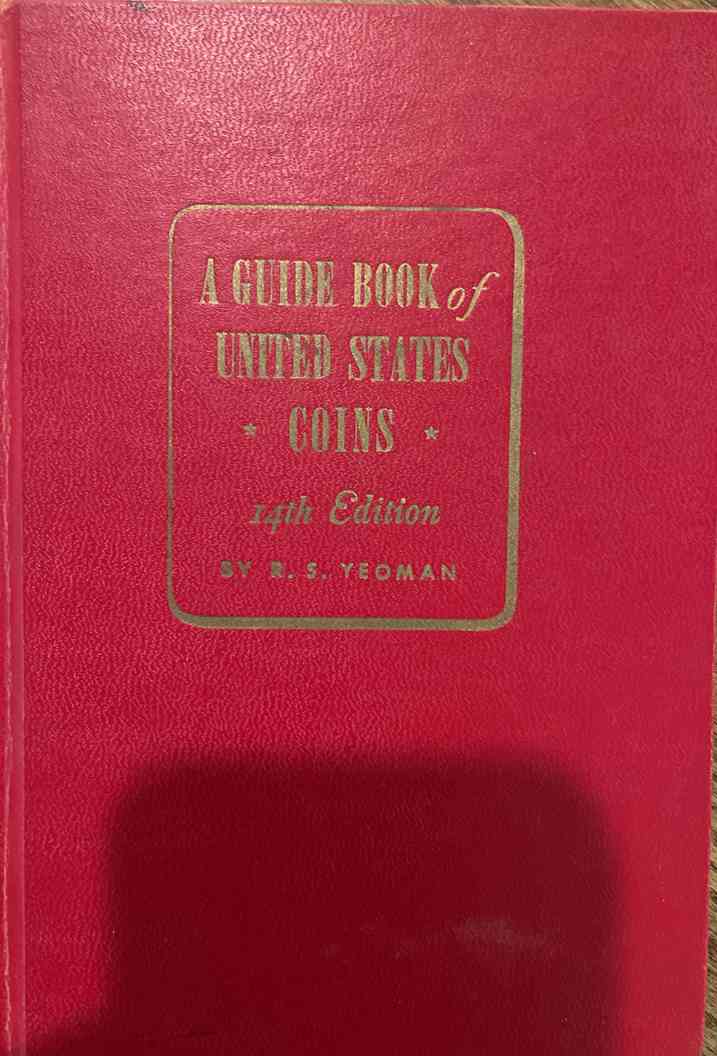 A GUIDE BOOK of
UNITED STATES
★ COINS ★
14th Edition
BY R. S. YEOMAN